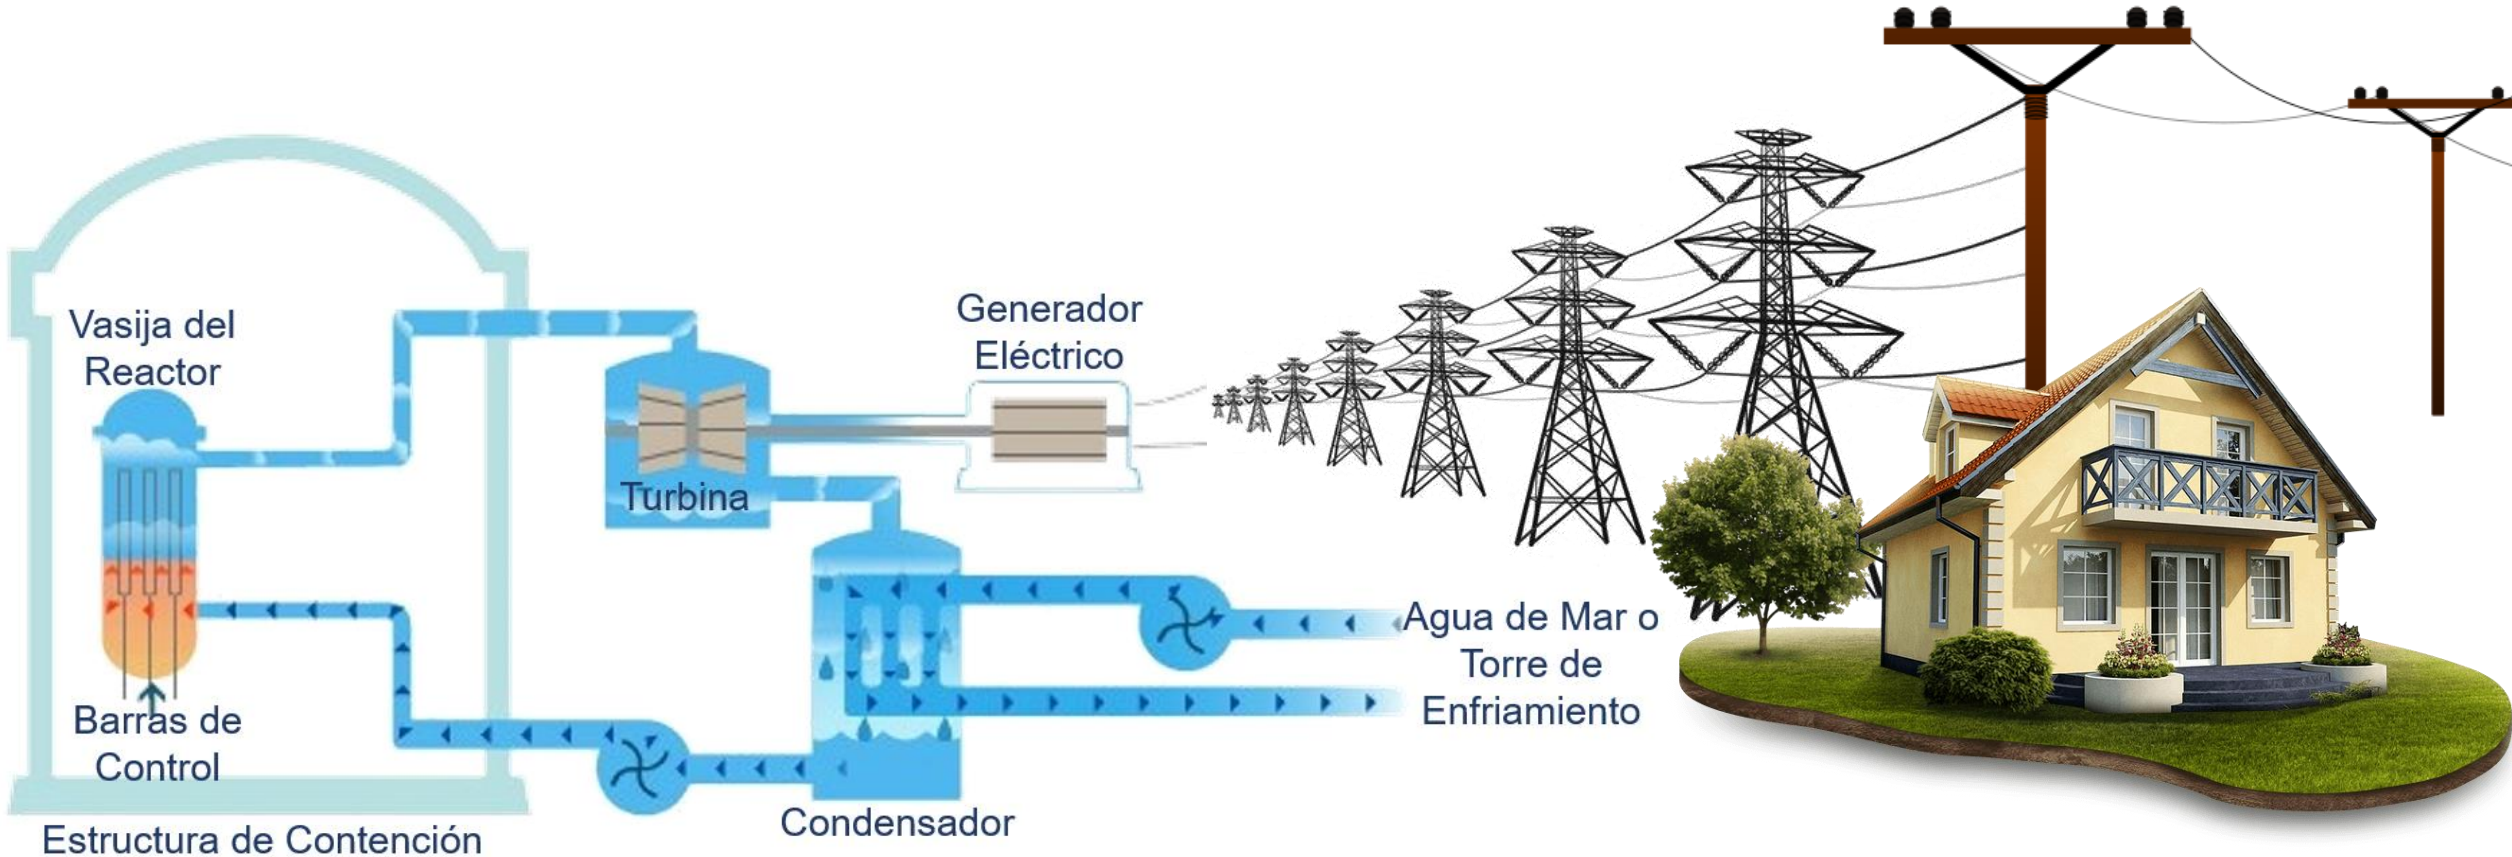 Vasija del
Reactor
Generador
Eléctrico
Turbina
Agua de Mar o
Torre de
Enfriamiento
Barras de
Control
Condensador
Estructura de Contención